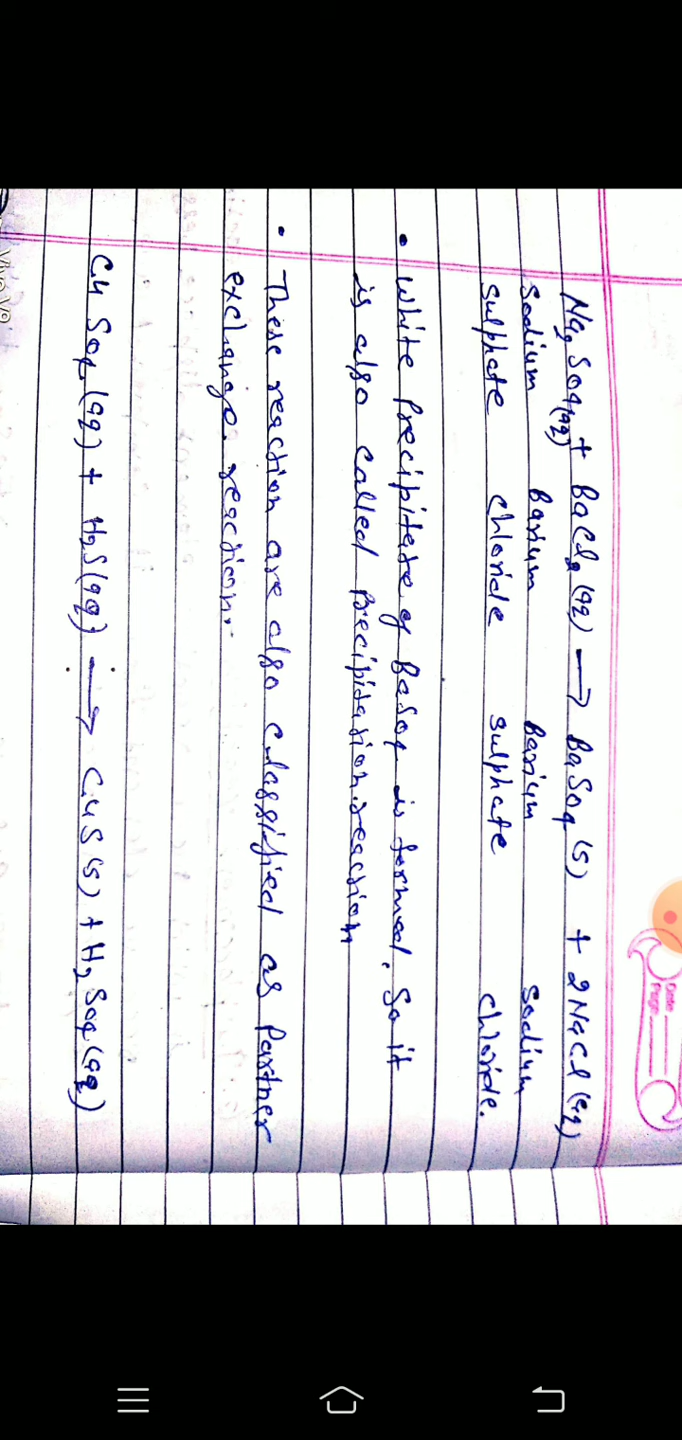 Date
Page
Na₂SO₄(aq) + BaCl₂(aq) → BaSO₄(s) + 2NaCl(aq)
Sodium Barium Barium Sodium
sulphate chloride sulphate chloride.
• White Precipitate of BaSO₄ is formed. So it
is also called precipitation reaction
• These reaction are also classified as Partner
exchange reaction.
CuSO₄(aq) + H₂S(aq) → CuS(s) + H₂SO₄(aq)